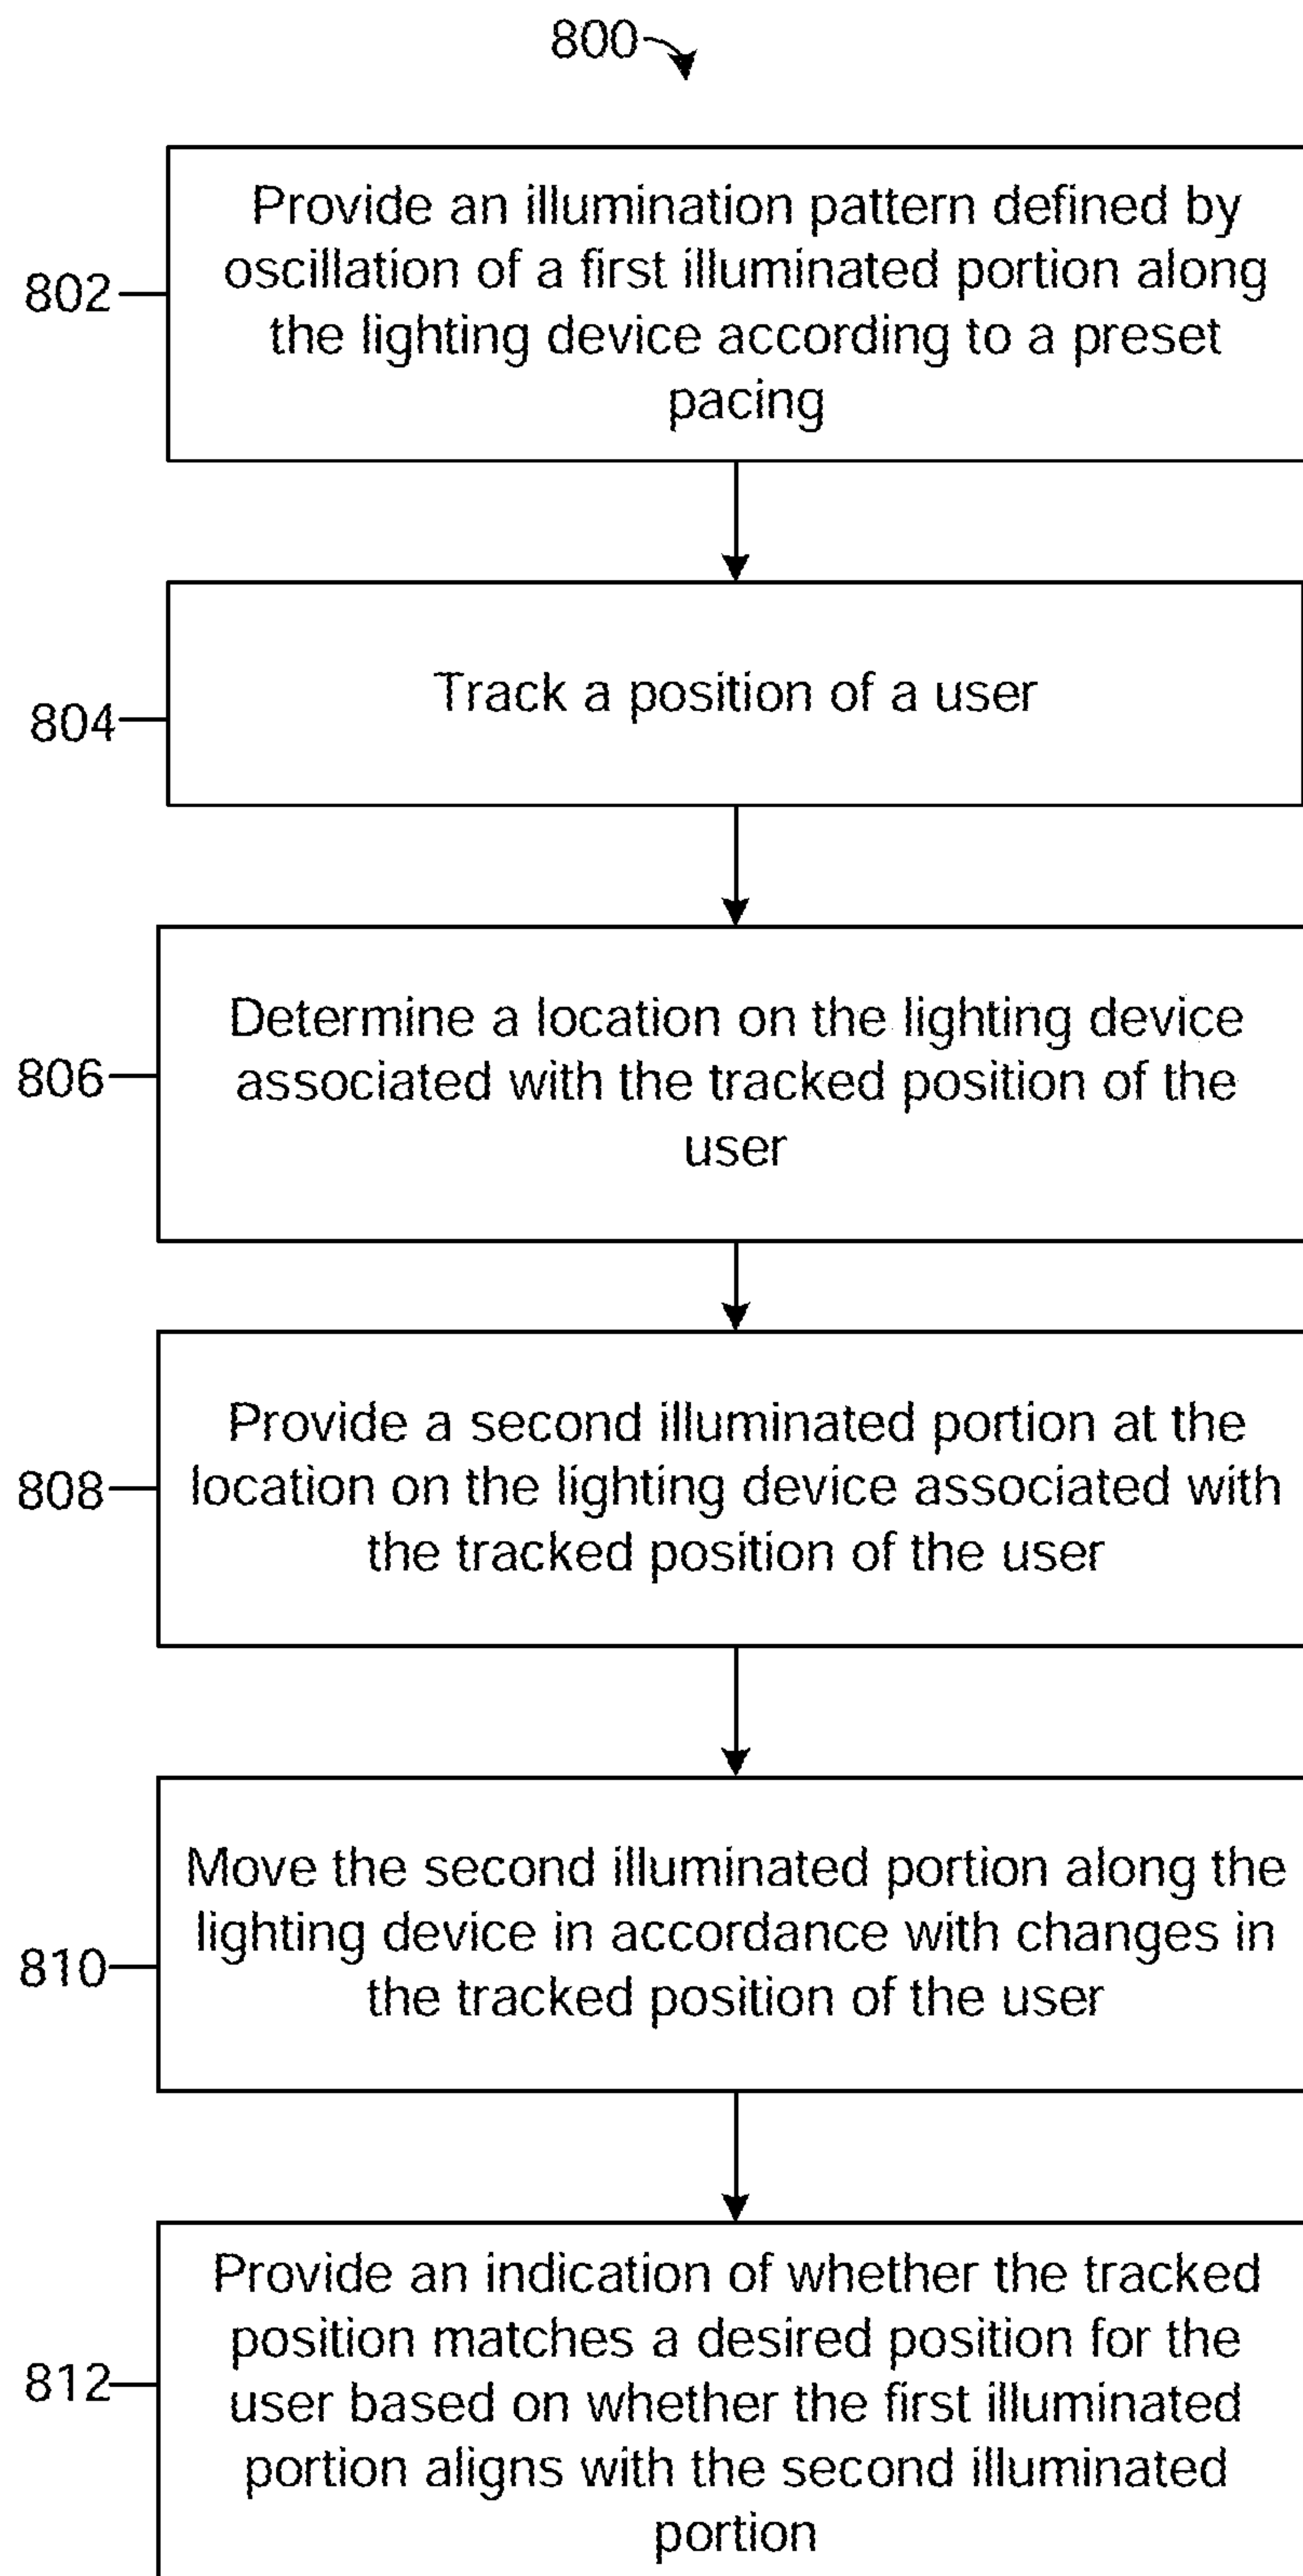 800
Provide an illumination pattern defined by
oscillation of a first illuminated portion along
the lighting device according to a preset
pacing
802
Track a position of a user
804
Determine a location on the lighting device
associated with the tracked position of the
user
806
Provide a second illuminated portion at the
location on the lighting device associated with
the tracked position of the user
808
Move the second illuminated portion along the
lighting device in accordance with changes in
the tracked position of the user
810
Provide an indication of whether the tracked
position matches a desired position for the
user based on whether the first illuminated
portion aligns with the second illuminated
portion
812